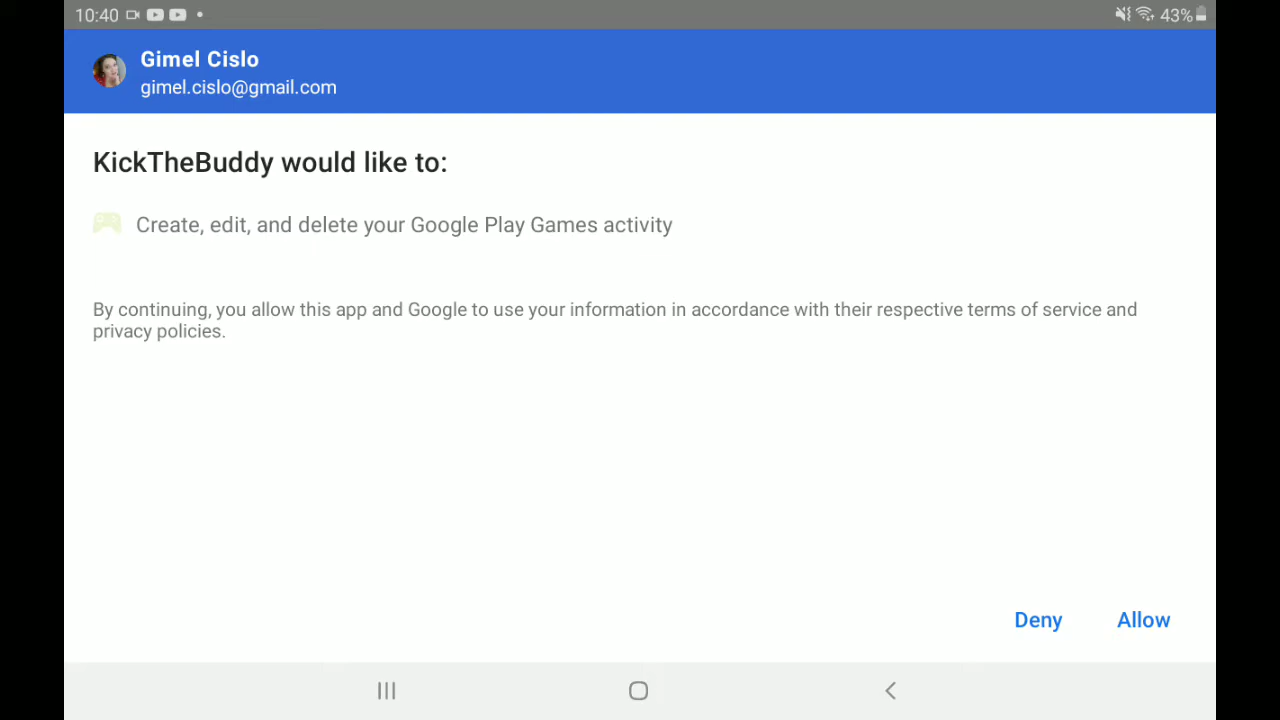 10:40 43%
Gimel Cislo
gimel.cislo@gmail.com
KickTheBuddy would like to:
Create, edit, and delete your Google Play Games activity
By continuing, you allow this app and Google to use your information in accordance with their respective terms of service and
privacy policies.
Deny Allow